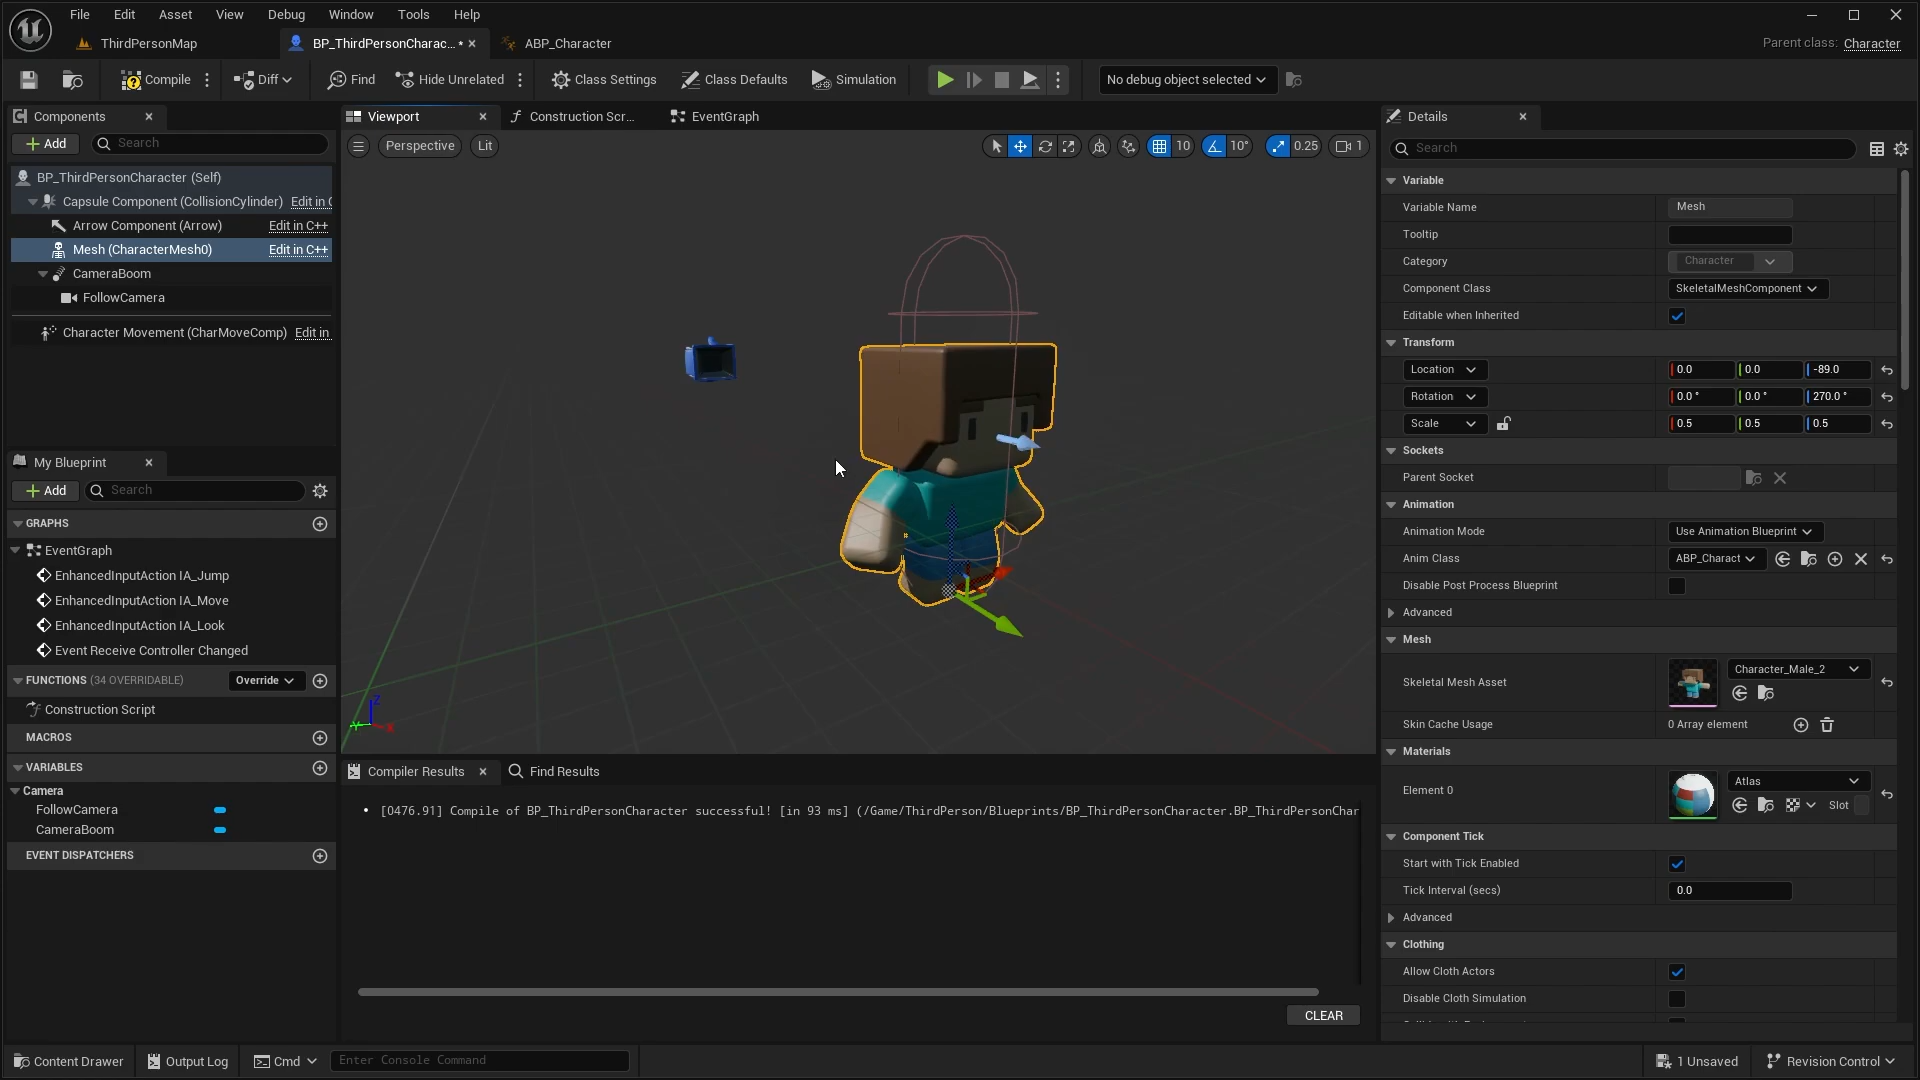 File Edit Asset View Debug Window Tools Help
ThirdPersonMap BP_ThirdPersonCharac... • ABP_Character
Parent class: Character
Compile Diff Find Hide Unrelated Class Settings Class Defaults Simulation No debug object selected
Components
Add Search
BP_ThirdPersonCharacter (Self)
Capsule Component (CollisionCylinder) Edit in C
Arrow Component (Arrow) Edit in C++
Mesh (CharacterMesh0) Edit in C++
CameraBoom
FollowCamera
Character Movement (CharMoveComp) Edit in
My Blueprint
Add Search
GRAPHS
EventGraph
EnhancedInputAction IA_Jump
EnhancedInputAction IA_Move
EnhancedInputAction IA_Look
Event Receive Controller Changed
FUNCTIONS (34 OVERRIDABLE) Override
Construction Script
MACROS
VARIABLES
Camera
FollowCamera
CameraBoom
EVENT DISPATCHERS
Viewport Construction Scr... EventGraph
Perspective Lit 10 10° 0.25 1
Z
Y X
Compiler Results Find Results
• [0476.91] Compile of BP_ThirdPersonCharacter successful! [in 93 ms] (/Game/ThirdPerson/Blueprints/BP_ThirdPersonCharacter.BP_ThirdPersonChar
CLEAR
Details
Search
Variable
Variable Name Mesh
Tooltip
Category Character
Component Class SkeletalMeshComponent
Editable when Inherited
Transform
Location 0.0 0.0 -89.0
Rotation 0.0 ° 0.0 ° 270.0 °
Scale 0.5 0.5 0.5
Sockets
Parent Socket
Animation
Animation Mode Use Animation Blueprint
Anim Class ABP_Charact
Disable Post Process Blueprint
Advanced
Mesh
Skeletal Mesh Asset Character_Male_2
Skin Cache Usage 0 Array element
Materials
Element 0 Atlas
Slot
Component Tick
Start with Tick Enabled
Tick Interval (secs) 0.0
Advanced
Clothing
Allow Cloth Actors
Disable Cloth Simulation
Content Drawer Output Log Cmd Enter Console Command 1 Unsaved Revision Control